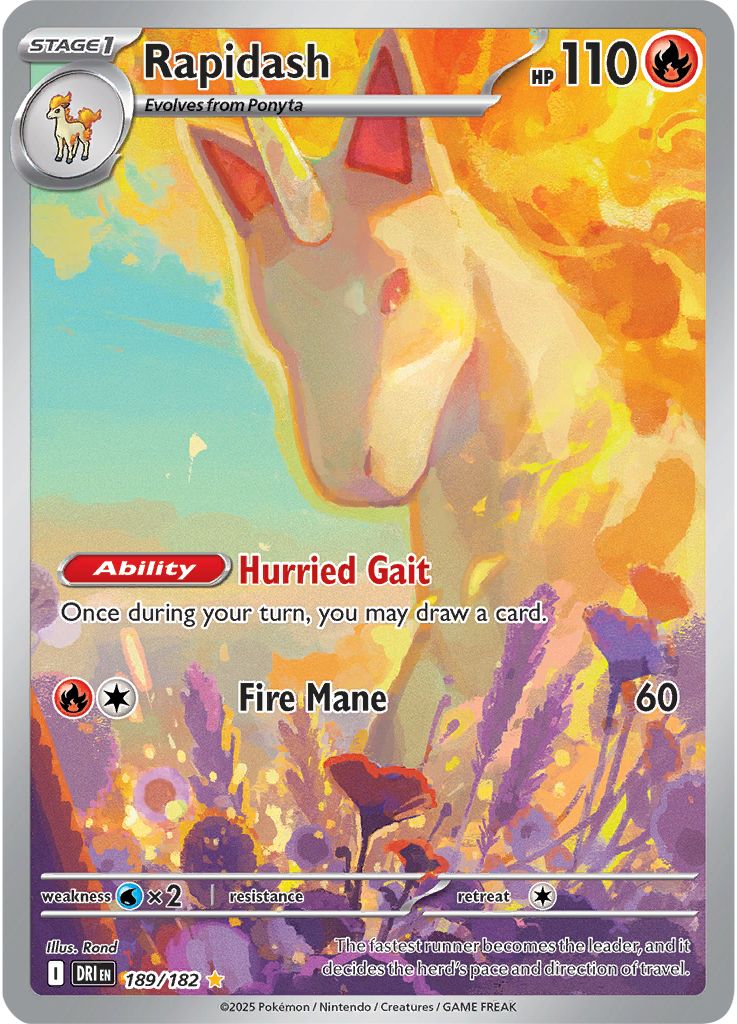 STAGE1
Rapidash
HP 110
Evolves from Ponyta
Ability Hurried Gait
Once during your turn, you may draw a card.
Fire Mane 60
weakness ×2 resistance retreat
Illus. Rond
The fastest runner becomes the leader, and it
decides the herd's pace and direction of travel.
I DRI EN 189/182
©2025 Pokémon / Nintendo / Creatures / GAME FREAK